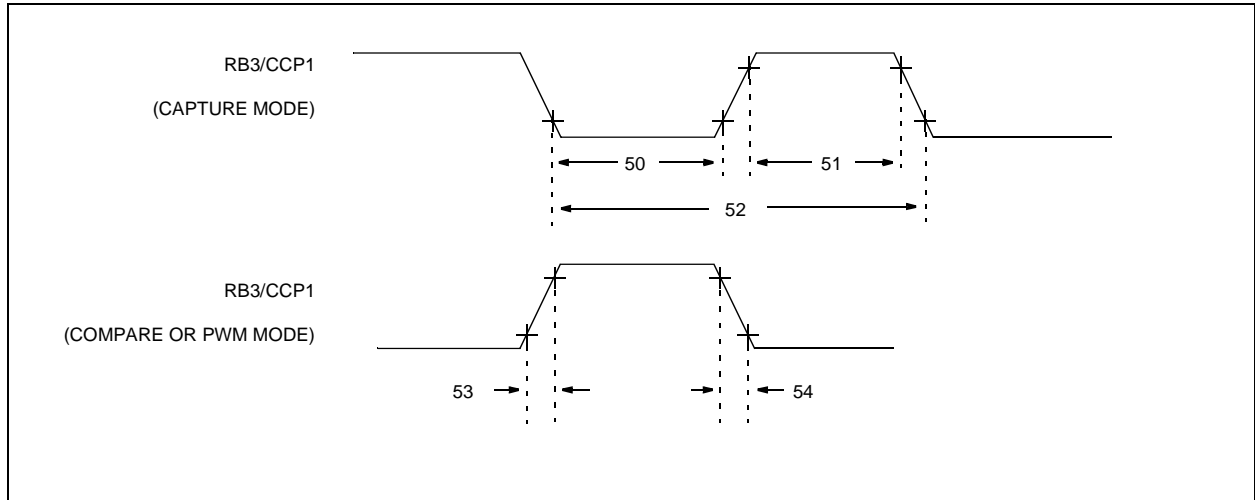 RB3/CCP1
(CAPTURE MODE)
50
51
52
RB3/CCP1
(COMPARE OR PWM MODE)
53
54